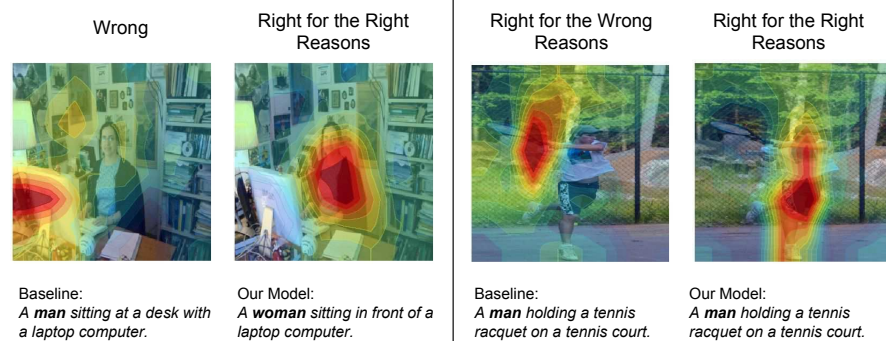 Wrong
Right for the Right
Reasons
Right for the Wrong
Reasons
Right for the Right
Reasons
Baseline:
A man sitting at a desk with
a laptop computer.
Our Model:
A woman sitting in front of a
laptop computer.
Baseline:
A man holding a tennis
racquet on a tennis court.
Our Model:
A man holding a tennis
racquet on a tennis court.